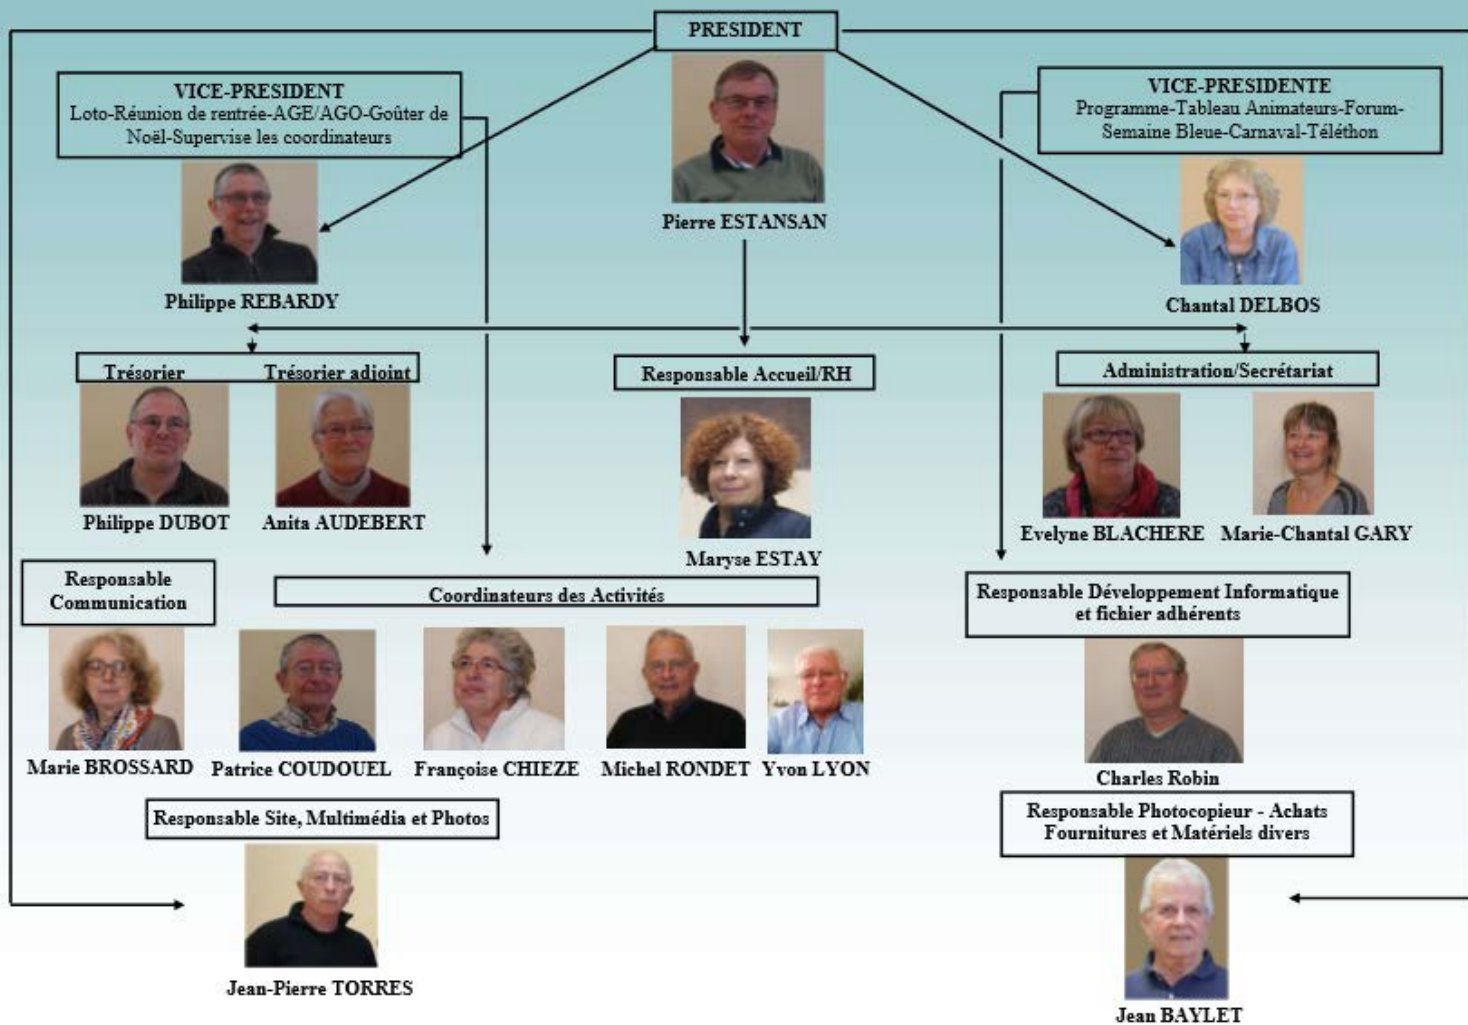 PRESIDENT
VICE-PRESIDENT
Loto-Réunion de rentrée-AGE/AGO-Goûter de
Noël-Supervise les coordinateurs
VICE-PRESIDENTE
Programme-Tableau Animateurs-Forum-
Semaine Bleue-Carnaval-Téléthon
Pierre ESTANSAN
Philippe REBARDY
Chantal DELBOS
Trésorier
Trésorier adjoint
Responsable Accueil/RH
Administration/Secrétariat
Philippe DUBOT
Anita AUDEBERT
Maryse ESTAY
Evelyne BLACHERE
Marie-Chantal GARY
Responsable
Communication
Coordinateurs des Activités
Responsable Développement Informatique
et fichier adhérents
Marie BROSSARD
Patrice COUDOUEL
Françoise CHIEZE
Michel RONDET
Yvon LYON
Charles Robin
Responsable Site, Multimédia et Photos
Responsable Photocopieur - Achats
Fournitures et Matériels divers
Jean-Pierre TORRES
Jean BAYLET